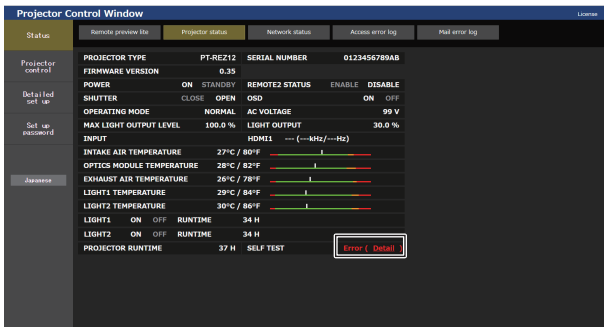 Projector Control Window
License
Status
Remote preview lite
Projector status
Network status
Access error log
Mail error log
Projector
control
Detailed
set up
Set up
password
Japanese
PROJECTOR TYPE PT-REZ12 SERIAL NUMBER 0123456789AB
FIRMWARE VERSION 0.35
POWER ON STANDBY REMOTE2 STATUS ENABLE DISABLE
SHUTTER CLOSE OPEN OSD ON OFF
OPERATING MODE NORMAL AC VOLTAGE 99 V
MAX LIGHT OUTPUT LEVEL 100.0 % LIGHT OUTPUT 30.0 %
INPUT HDMI1 --- (---kHz/---Hz)
INTAKE AIR TEMPERATURE 27°C / 80°F
OPTICS MODULE TEMPERATURE 28°C / 82°F
EXHAUST AIR TEMPERATURE 26°C / 78°F
LIGHT1 TEMPERATURE 29°C / 84°F
LIGHT2 TEMPERATURE 30°C / 86°F
LIGHT1 ON OFF RUNTIME 34 H
LIGHT2 ON OFF RUNTIME 34 H
PROJECTOR RUNTIME 37 H SELF TEST Error ( Detail )